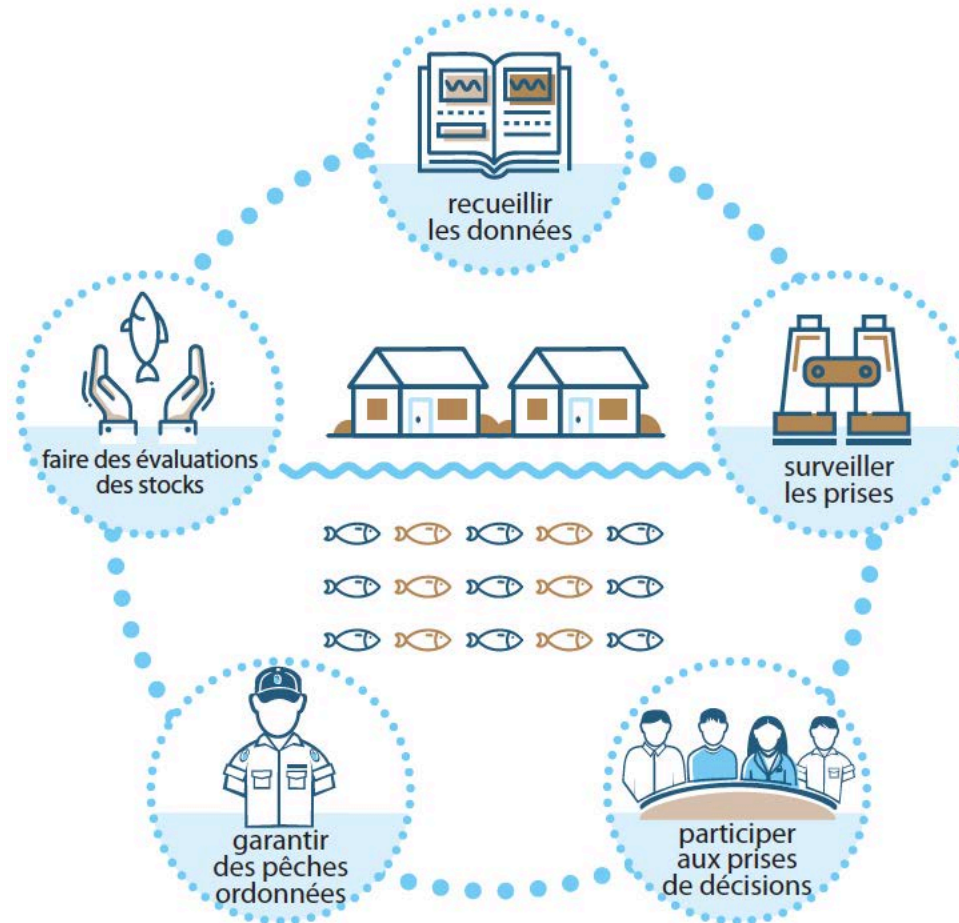 recueillir
les données
faire des évaluations
des stocks
surveiller
les prises
garantir
des pêches
ordonnées
participer
aux prises
de décisions